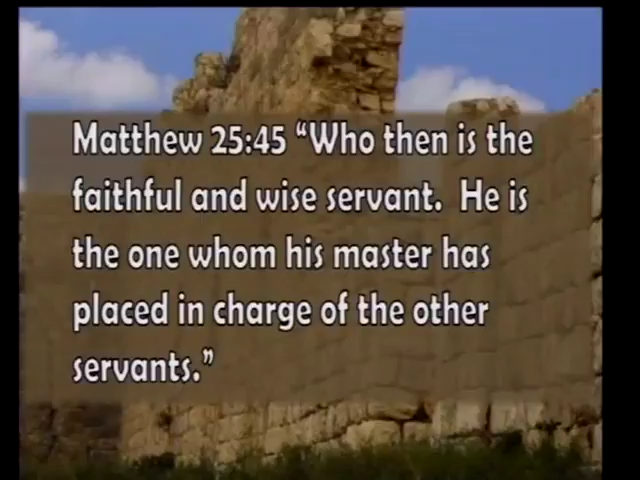 Matthew 25:45 “Who then is the
faithful and wise servant.  He is
the one whom his master has
placed in charge of the other
servants.”